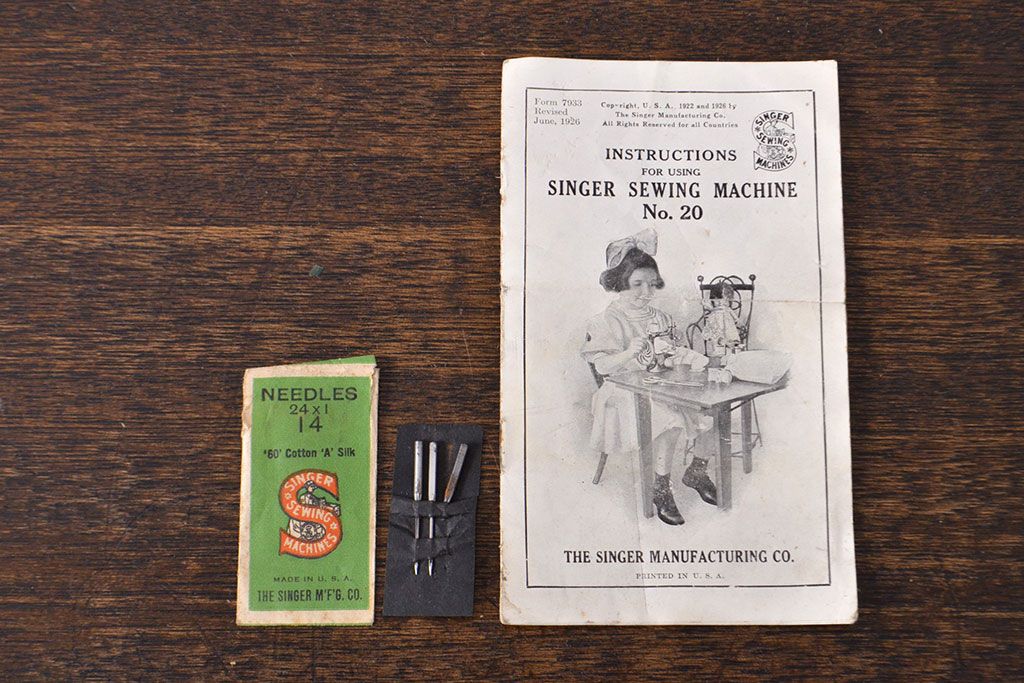 NEEDLES
24 x 1
14
'60' Cotton 'A' Silk
SINGER
SEWING
MACHINES
MADE IN U. S. A.
THE SINGER M'F'G. CO.
Form 7933
Revised
June, 1926
Copyright, U. S. A., 1922 and 1926 by
The Singer Manufacturing Co.
All Rights Reserved for all Countries
SINGER
SEWING
MACHINES
INSTRUCTIONS
FOR USING
SINGER SEWING MACHINE
No. 20
THE SINGER MANUFACTURING CO.
PRINTED IN U. S. A.